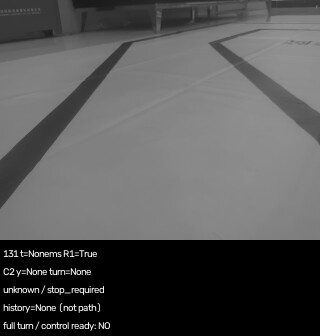 131 t=Nonems R1=True
C2 y=None turn=None
unknown / stop_required
history=None (not path)
full turn / control ready: NO